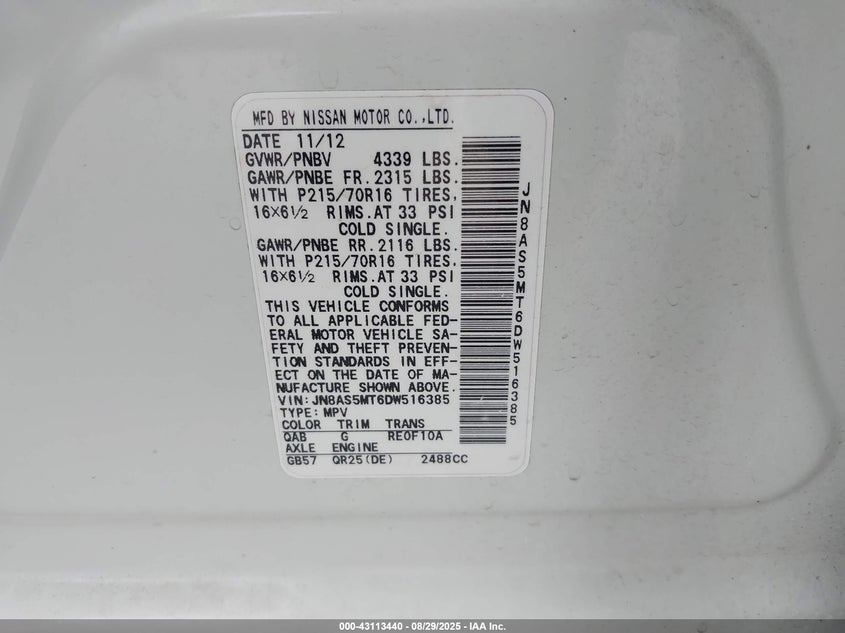 MFD BY NISSAN MOTOR CO.,LTD.
DATE 11/12
GVWR/PNBV 4339 LBS.
GAWR/PNBE FR. 2315 LBS.
WITH P215/70R16 TIRES,
16×6½ RIMS. AT 33 PSI
COLD SINGLE.
GAWR/PNBE RR. 2116 LBS.
WITH P215/70R16 TIRES.
16×6½ RIMS. AT 33 PSI
COLD SINGLE.
THIS VEHICLE CONFORMS
TO ALL APPLICABLE FED-
ERAL MOTOR VEHICLE SA-
FETY AND THEFT PREVEN-
TION STANDARDS IN EFF-
ECT ON THE DATE OF MA-
NUFACTURE SHOWN ABOVE.
VIN: JN8AS5MT6DW516385
TYPE: MPV
COLOR TRIM TRANS
QAB G RE0F10A
AXLE ENGINE
GB57 QR25(DE) 2488CC
JN8AS5MT6DW516385
000-43113440 - 08/29/2025 - IAA Inc.